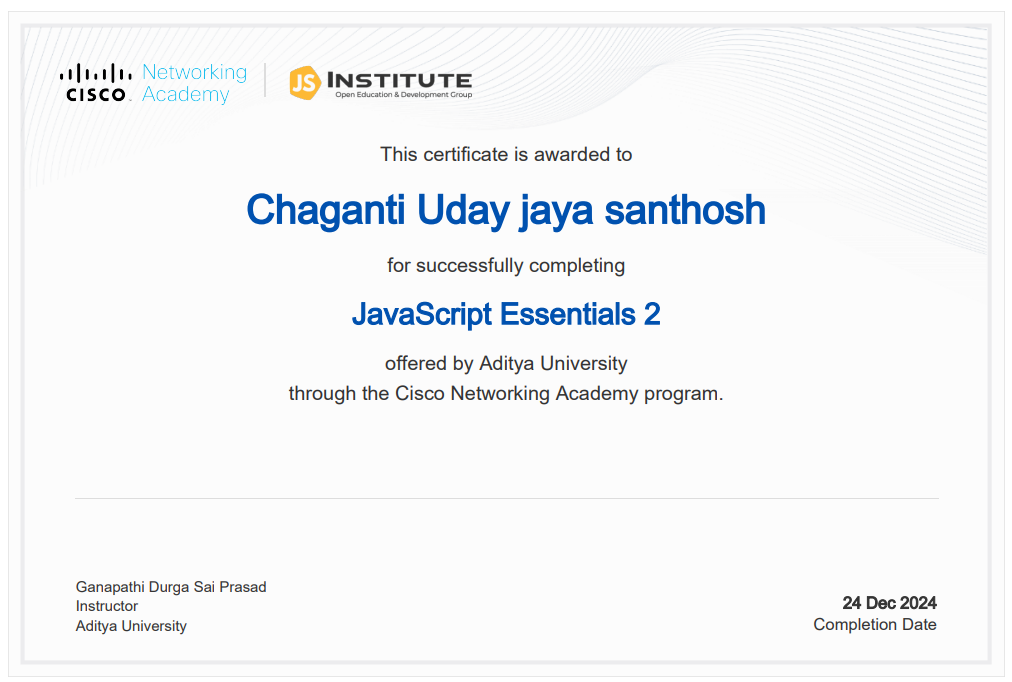 CISCO
Networking
Academy
JS INSTITUTE
Open Education & Development Group
This certificate is awarded to
Chaganti Uday jaya santhosh
for successfully completing
JavaScript Essentials 2
offered by Aditya University
through the Cisco Networking Academy program.
Ganapathi Durga Sai Prasad
Instructor
Aditya University
24 Dec 2024
Completion Date